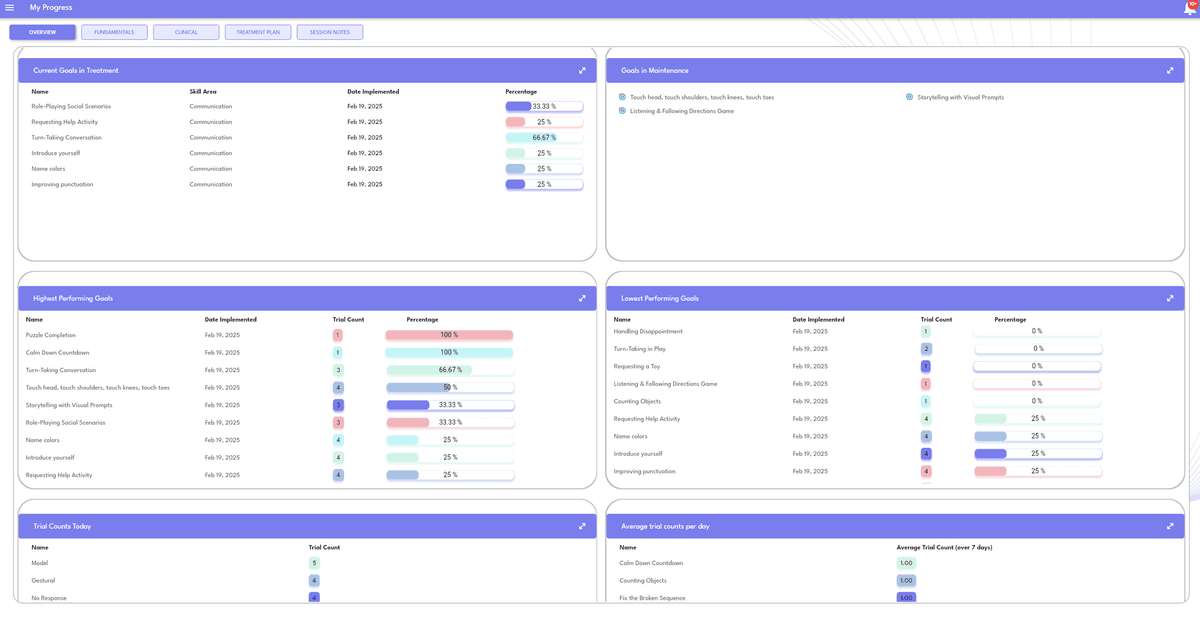 My Progress
10+
OVERVIEW FUNDAMENTALS CLINICAL TREATMENT PLAN SESSION NOTES
Current Goals in Treatment
Name Skill Area Date Implemented Percentage
Role-Playing Social Scenarios Communication Feb 19, 2025 33.33 %
Requesting Help Activity Communication Feb 19, 2025 25 %
Turn-Taking Conversation Communication Feb 19, 2025 66.67 %
Introduce yourself Communication Feb 19, 2025 25 %
Name colors Communication Feb 19, 2025 25 %
Improving punctuation Communication Feb 19, 2025 25 %
Goals in Maintenance
Touch head, touch shoulders, touch knees, touch toes Storytelling with Visual Prompts
Listening & Following Directions Game
Highest Performing Goals
Name Date Implemented Trial Count Percentage
Puzzle Completion Feb 19, 2025 1 100 %
Calm Down Countdown Feb 19, 2025 1 100 %
Turn-Taking Conversation Feb 19, 2025 3 66.67 %
Touch head, touch shoulders, touch knees, touch toes Feb 19, 2025 4 50 %
Storytelling with Visual Prompts Feb 19, 2025 3 33.33 %
Role-Playing Social Scenarios Feb 19, 2025 3 33.33 %
Name colors Feb 19, 2025 4 25 %
Introduce yourself Feb 19, 2025 4 25 %
Requesting Help Activity Feb 19, 2025 4 25 %
Lowest Performing Goals
Name Date Implemented Trial Count Percentage
Handling Disappointment Feb 19, 2025 1 0 %
Turn-Taking in Play Feb 19, 2025 2 0 %
Requesting a Toy Feb 19, 2025 1 0 %
Listening & Following Directions Game Feb 19, 2025 1 0 %
Counting Objects Feb 19, 2025 1 0 %
Requesting Help Activity Feb 19, 2025 4 25 %
Name colors Feb 19, 2025 4 25 %
Introduce yourself Feb 19, 2025 4 25 %
Improving punctuation Feb 19, 2025 4 25 %
Trial Counts Today
Name Trial Count
Model 5
Gestural 4
No Response 4
Average trial counts per day
Name Average Trial Count (over 7 days)
Calm Down Countdown 1.00
Counting Objects 1.00
Fix the Broken Sequence 1.00